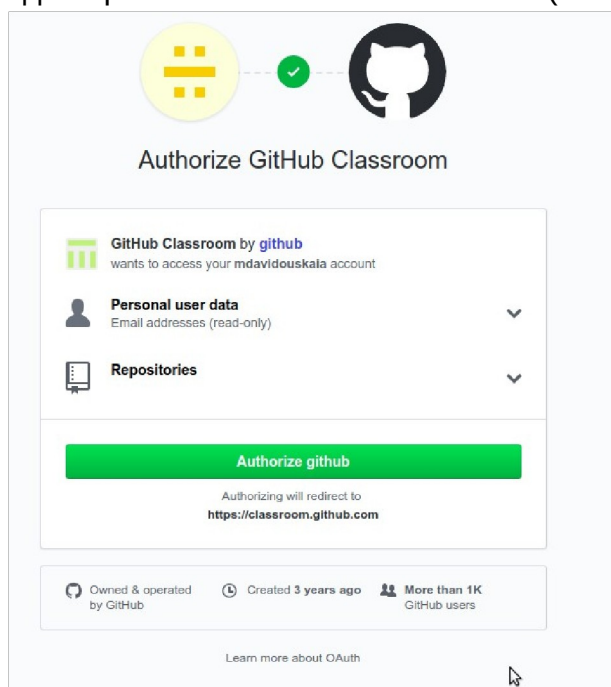 Authorize GitHub Classroom
GitHub Classroom by github
wants to access your mdavidouskaia account
Personal user data
Email addresses (read-only)
Repositories
Authorize github
Authorizing will redirect to
https://classroom.github.com
Owned & operated
by GitHub
Created 3 years ago
More than 1K
GitHub users
Learn more about OAuth